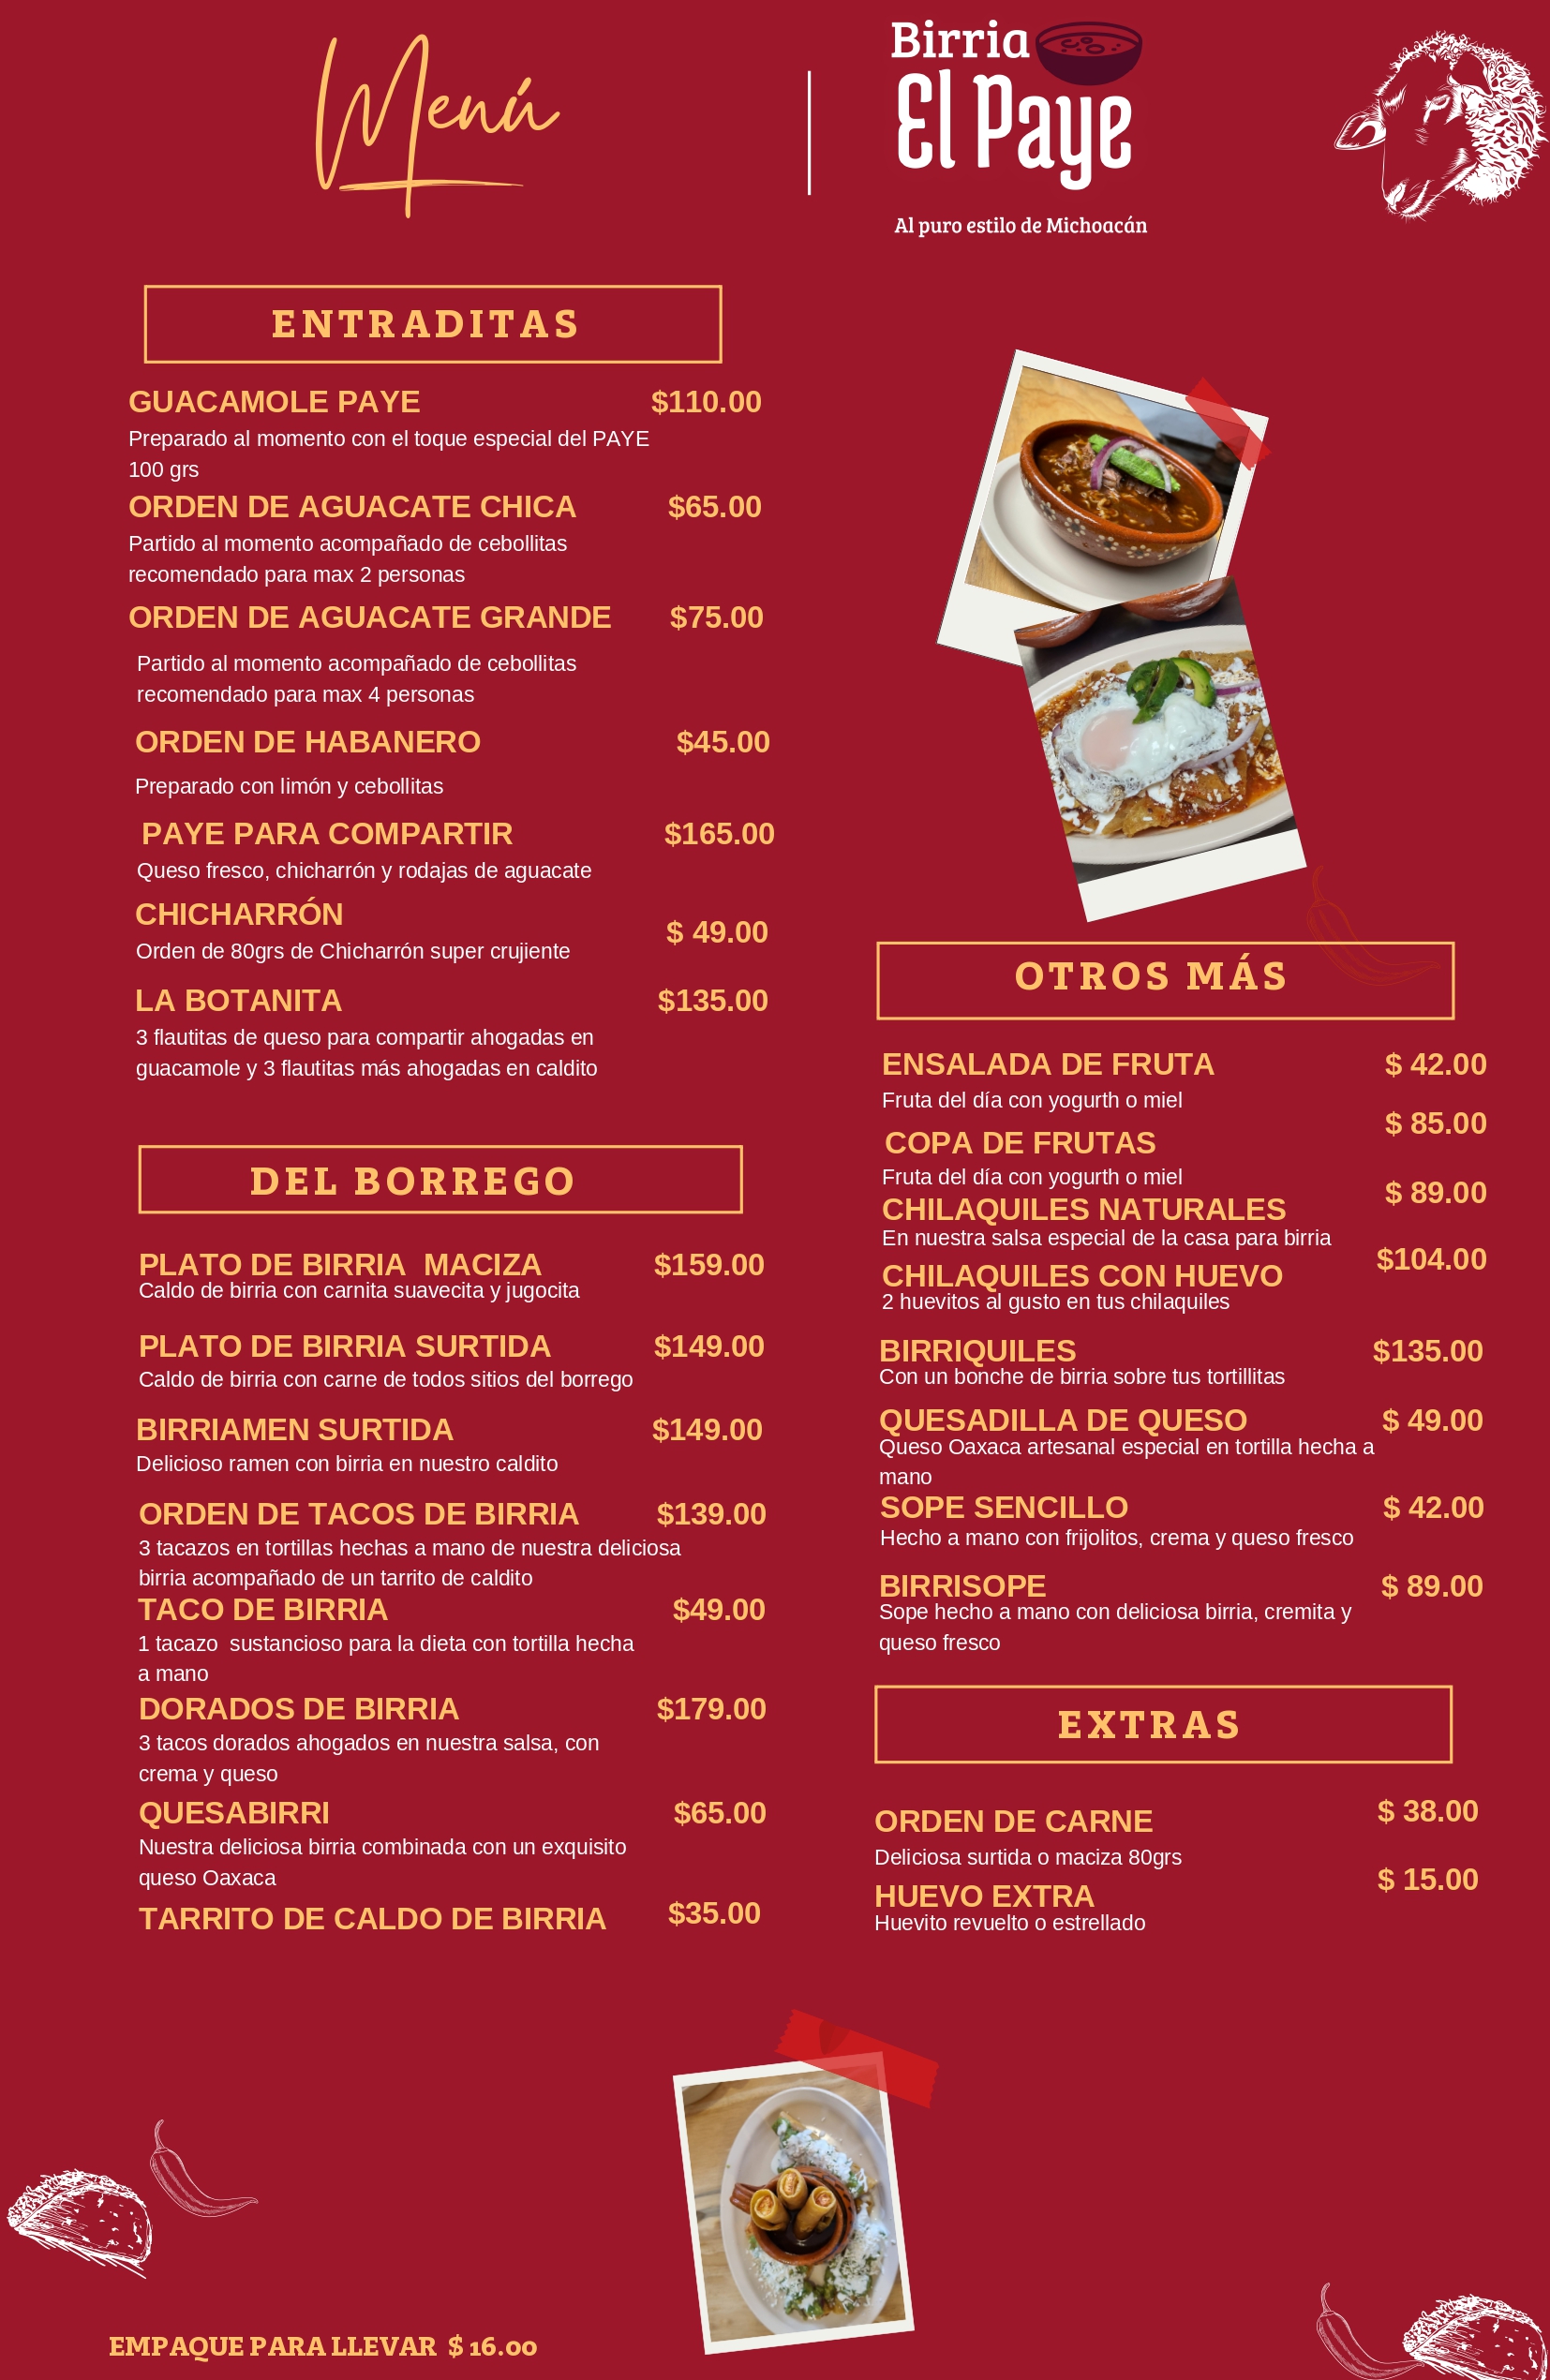 Menú
Birria
El Paye
Al puro estilo de Michoacán
ENTRADITAS
GUACAMOLE PAYE $110.00
Preparado al momento con el toque especial del PAYE
100 grs
ORDEN DE AGUACATE CHICA $65.00
Partido al momento acompañado de cebollitas
recomendado para max 2 personas
ORDEN DE AGUACATE GRANDE $75.00
Partido al momento acompañado de cebollitas
recomendado para max 4 personas
ORDEN DE HABANERO $45.00
Preparado con limón y cebollitas
PAYE PARA COMPARTIR $165.00
Queso fresco, chicharrón y rodajas de aguacate
CHICHARRÓN $ 49.00
Orden de 80grs de Chicharrón super crujiente
LA BOTANITA $135.00
3 flautitas de queso para compartir ahogadas en
guacamole y 3 flautitas más ahogadas en caldito
DEL BORREGO
PLATO DE BIRRIA  MACIZA $159.00
Caldo de birria con carnita suavecita y jugocita
PLATO DE BIRRIA SURTIDA $149.00
Caldo de birria con carne de todos sitios del borrego
BIRRIAMEN SURTIDA $149.00
Delicioso ramen con birria en nuestro caldito
ORDEN DE TACOS DE BIRRIA $139.00
3 tacazos en tortillas hechas a mano de nuestra deliciosa
birria acompañado de un tarrito de caldito
TACO DE BIRRIA $49.00
1 tacazo  sustancioso para la dieta con tortilla hecha
a mano
DORADOS DE BIRRIA $179.00
3 tacos dorados ahogados en nuestra salsa, con
crema y queso
QUESABIRRI $65.00
Nuestra deliciosa birria combinada con un exquisito
queso Oaxaca
TARRITO DE CALDO DE BIRRIA $35.00
OTROS MÁS
ENSALADA DE FRUTA $ 42.00
Fruta del día con yogurth o miel
COPA DE FRUTAS $ 85.00
Fruta del día con yogurth o miel
CHILAQUILES NATURALES $ 89.00
En nuestra salsa especial de la casa para birria
CHILAQUILES CON HUEVO $104.00
2 huevitos al gusto en tus chilaquiles
BIRRIQUILES $135.00
Con un bonche de birria sobre tus tortillitas
QUESADILLA DE QUESO $ 49.00
Queso Oaxaca artesanal especial en tortilla hecha a
mano
SOPE SENCILLO $ 42.00
Hecho a mano con frijolitos, crema y queso fresco
BIRRISOPE $ 89.00
Sope hecho a mano con deliciosa birria, cremita y
queso fresco
EXTRAS
ORDEN DE CARNE $ 38.00
Deliciosa surtida o maciza 80grs
HUEVO EXTRA $ 15.00
Huevito revuelto o estrellado
EMPAQUE PARA LLEVAR $ 16.00